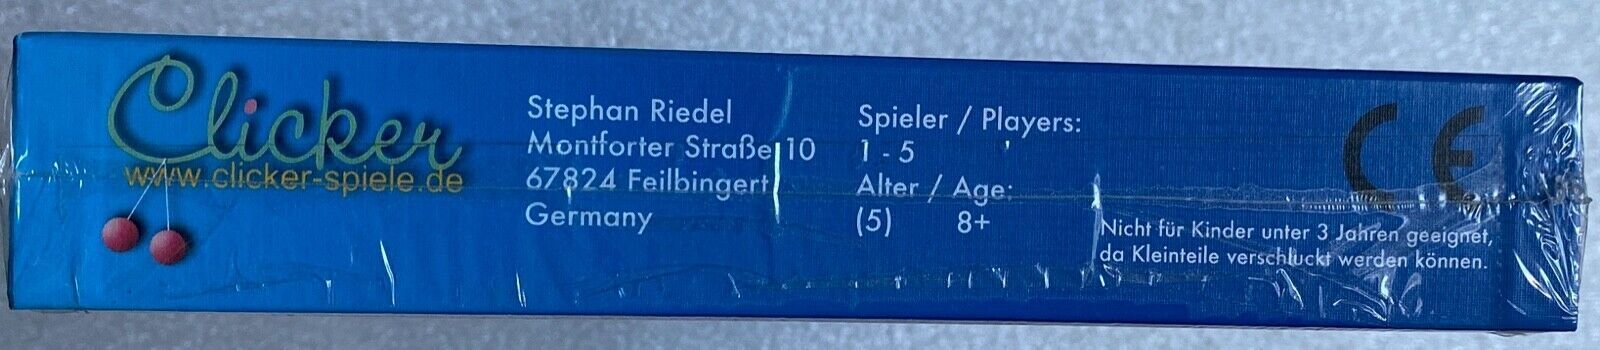 Clicker
www.clicker-spiele.de
Stephan Riedel
Montforter Straße 10
67824 Feilbingert
Germany
Spieler / Players:
1 - 5
Alter / Age:
(5) 8+
CE
Nicht für Kinder unter 3 Jahren geeignet,
da Kleinteile verschluckt werden können.